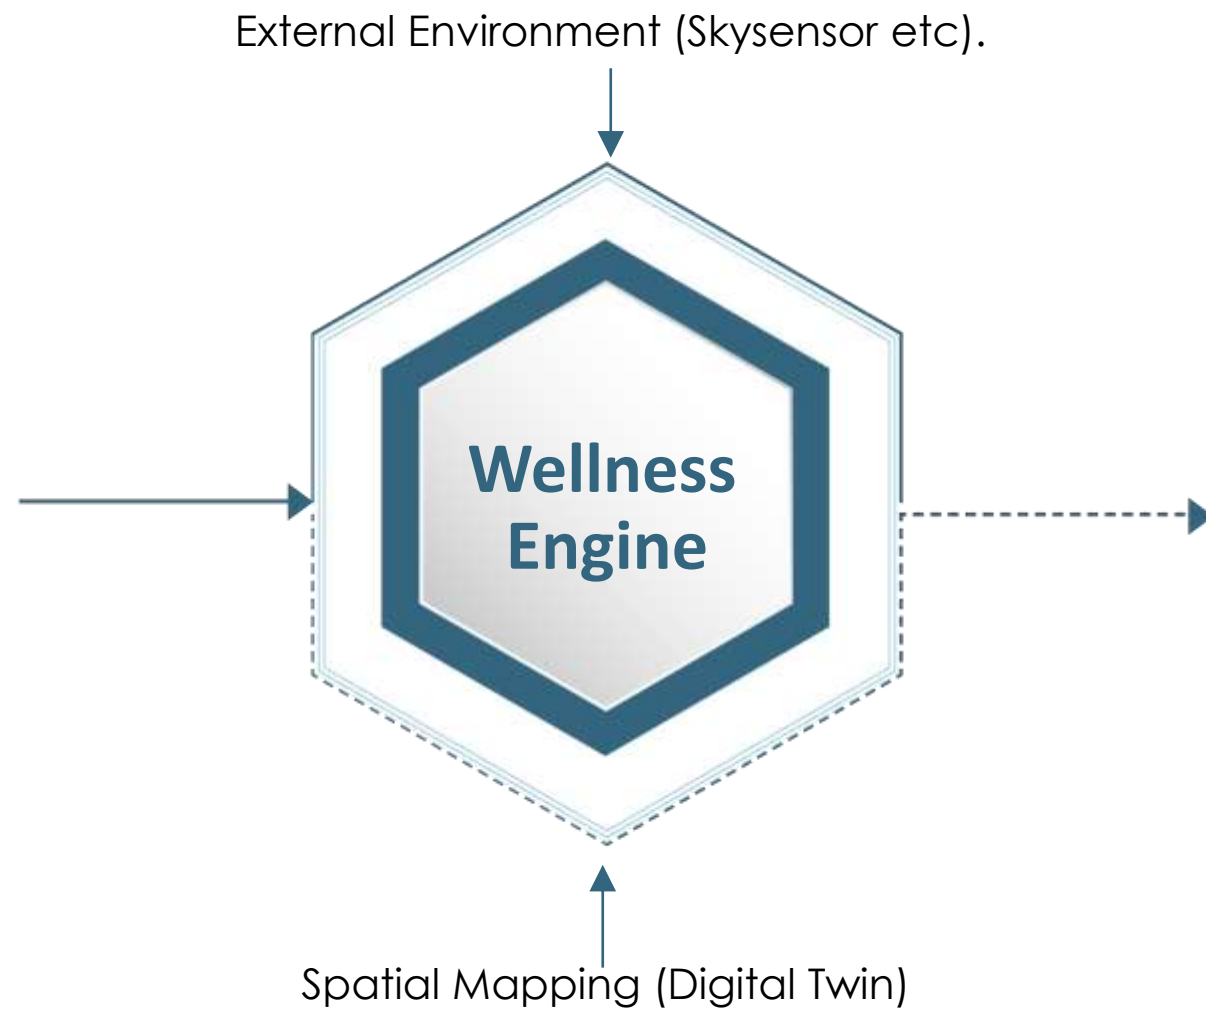 External Environment (Skysensor etc).
Wellness
Engine
Spatial Mapping (Digital Twin)